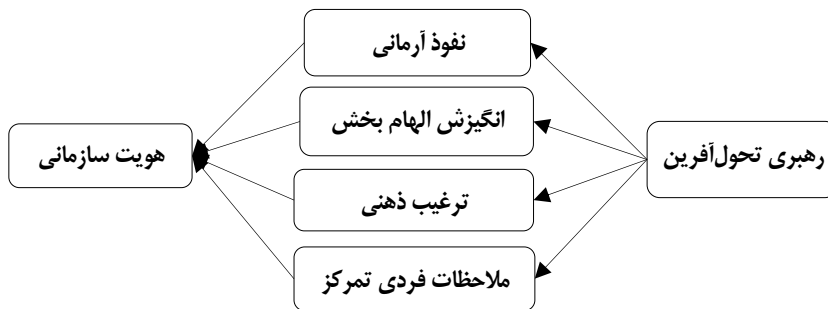 نفوذ آرمانی
انگیزش الهام بخش
رهبری تحول‌آفرین
هویت سازمانی
ترغیب ذهنی
ملاحظات فردی تمرکز